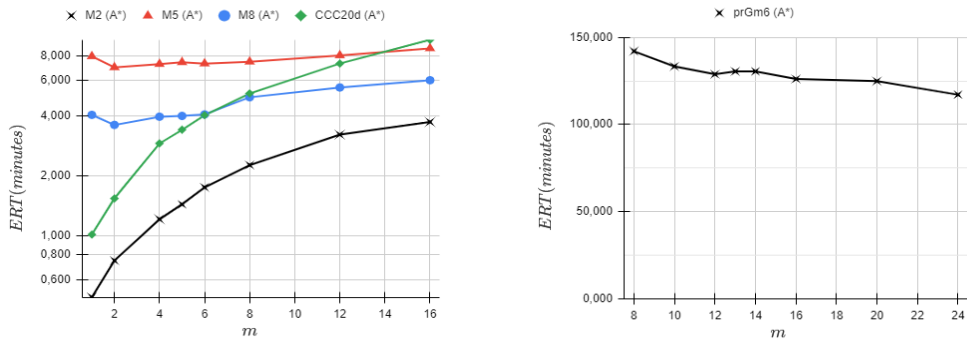 M2 (A*) M5 (A*) M8 (A*) CCC20d (A*)
8,000
6,000
4,000
2,000
1,000
0,800
0,600
ERT(minutes)
2 4 6 8 10 12 14 16
m
prGm6 (A*)
150,000
100,000
50,000
0,000
ERT(minutes)
8 10 12 14 16 18 20 22 24
m